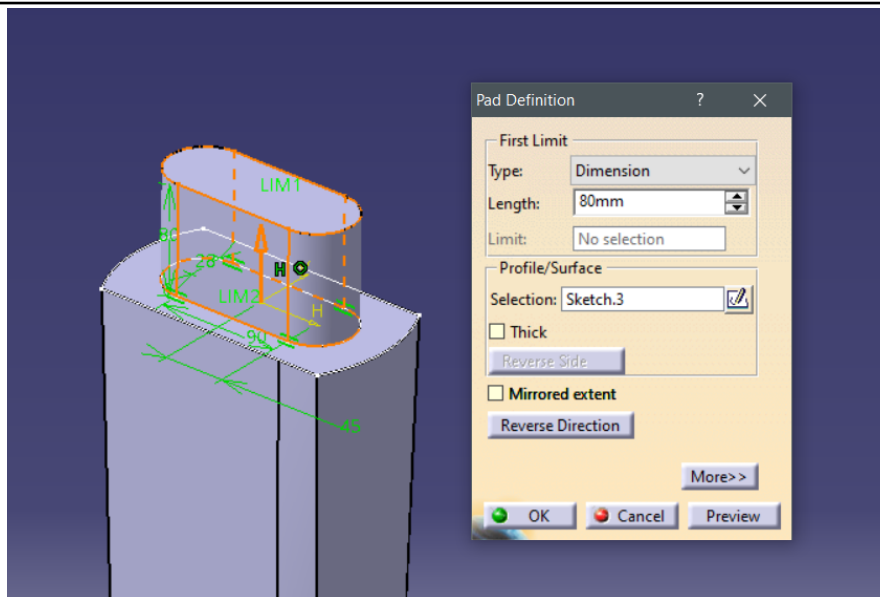 Pad Definition ? ×
First Limit
Type: Dimension
Length: 80mm
Limit: No selection
Profile/Surface
Selection: Sketch.3
Thick
Reverse Side
Mirrored extent
Reverse Direction
More>>
OK Cancel Preview
LIM1
80
28
H
LIM2
H
90
45